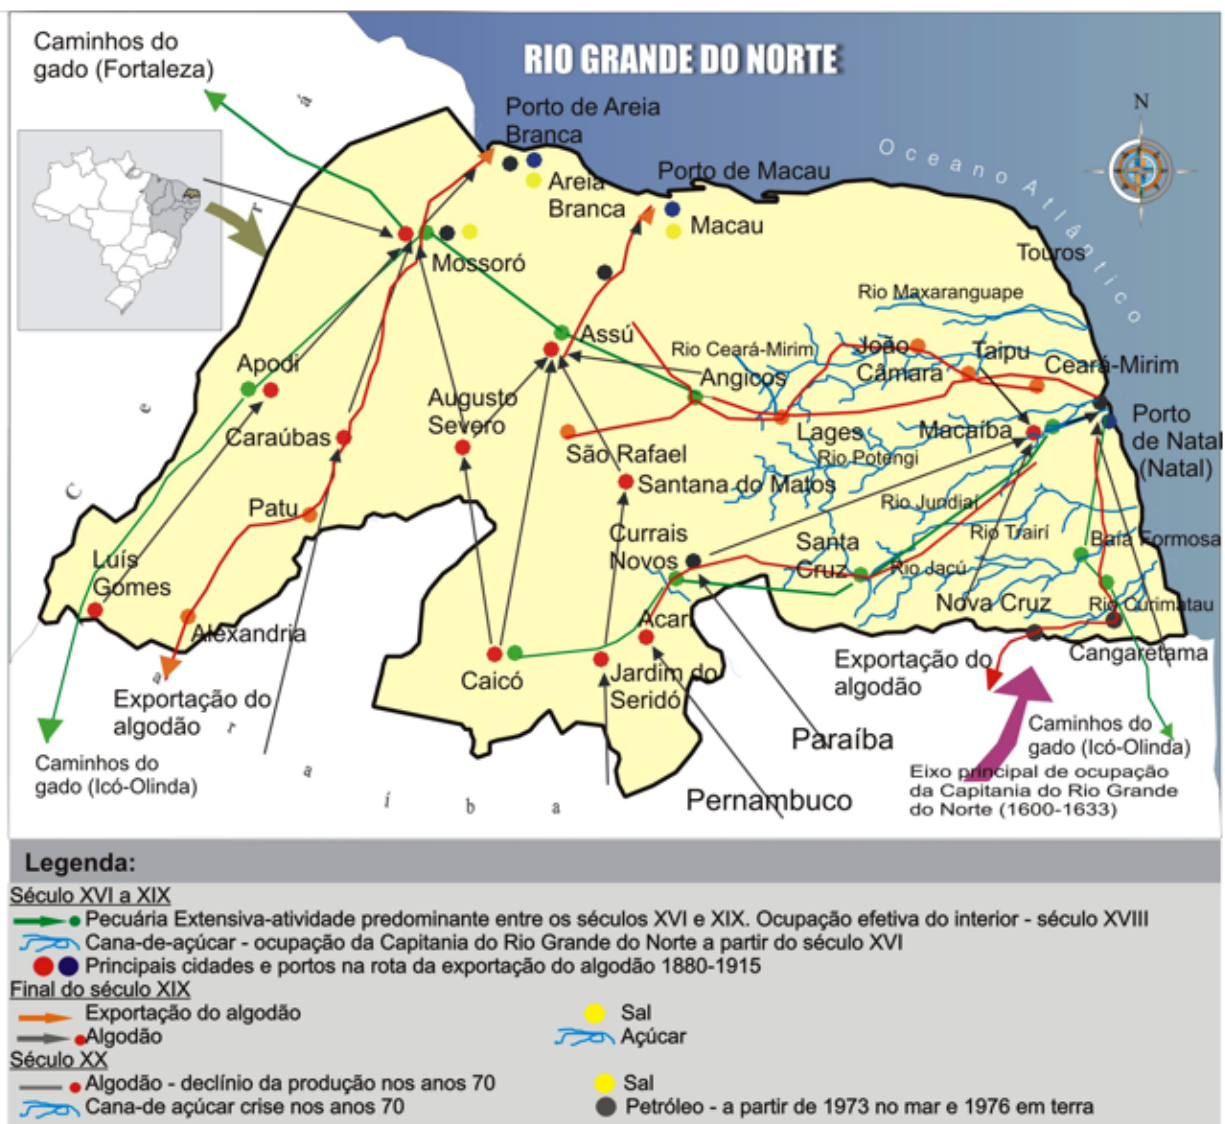 Caminhos do
gado (Fortaleza)
RIO GRANDE DO NORTE
N
Porto de Areia
Branca
Porto de Macau
Oceano Atlântico
Areia
Branca
Macau
Mossoró
Touros
Rio Maxaranguape
Assú
Rio Ceará-Mirim
João
Câmara
Taipu
Ceará-Mirim
Apodi
Angicos
Augusto
Severo
Caraúbas
Lages
Macaíba
Porto
de Natal
(Natal)
São Rafael
Rio Potengi
Santana do Matos
Rio Jundiaí
Patu
Currais
Novos
Santa
Cruz
Rio Trairí
Baía Formosa
Rio Jacú
Luís
Gomes
Nova Cruz
Rio Curimatau
Acari
Alexandria
Caicó
Jardim do
Seridó
Cangaretama
Exportação do
algodão
Exportação do
algodão
Ceará
Paraíba
Paraíba
Pernambuco
Caminhos do
gado (Icó-Olinda)
Caminhos do
gado (Icó-Olinda)
Eixo principal de ocupação
da Capitania do Rio Grande
do Norte (1600-1633)
Legenda:
Século XVI a XIX
Pecuária Extensiva-atividade predominante entre os séculos XVI e XIX. Ocupação efetiva do interior - século XVIII
Cana-de-açúcar - ocupação da Capitania do Rio Grande do Norte a partir do século XVI
Principais cidades e portos na rota da exportação do algodão 1880-1915
Final do século XIX
Exportação do algodão
Sal
Algodão
Açúcar
Século XX
Algodão - declínio da produção nos anos 70
Sal
Cana-de açúcar crise nos anos 70
Petróleo - a partir de 1973 no mar e 1976 em terra